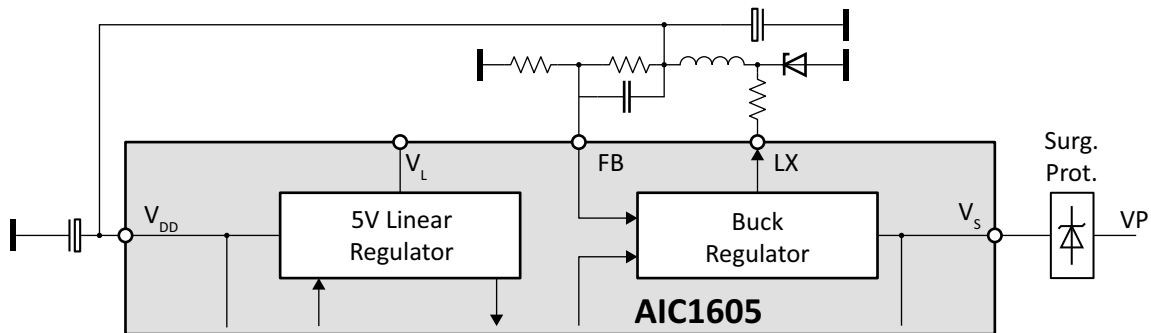 Surg.
Prot.
VP
V_L
FB
LX
V_DD
V_S
5V Linear
Regulator
Buck
Regulator
AIC1605